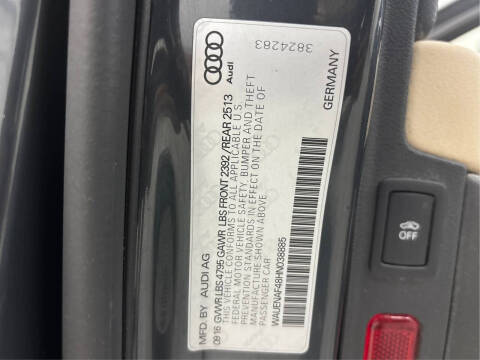 MFD. BY AUDI AG
09 16 GVWR LBS 4795 GAWR LBS FRONT 2392 / REAR 2513
THIS VEHICLE CONFORMS TO ALL APPLICABLE U.S.
FEDERAL MOTOR VEHICLE SAFETY, BUMPER AND THEFT
PREVENTION STANDARDS IN EFFECT ON THE DATE OF
MANUFACTURE SHOWN ABOVE.
PASSENGER CAR
WAUENAF48HN038885
Audi
3824283
GERMANY
OFF